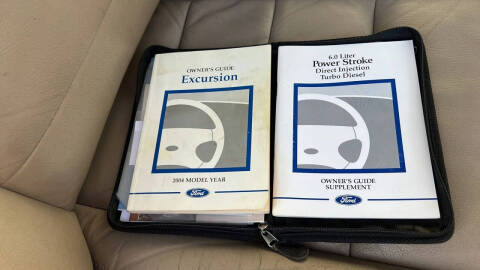 OWNER'S GUIDE
Excursion
2004 MODEL YEAR
Ford
6.0 Liter
Power Stroke
Direct Injection
Turbo Diesel
OWNER'S GUIDE
SUPPLEMENT
Ford